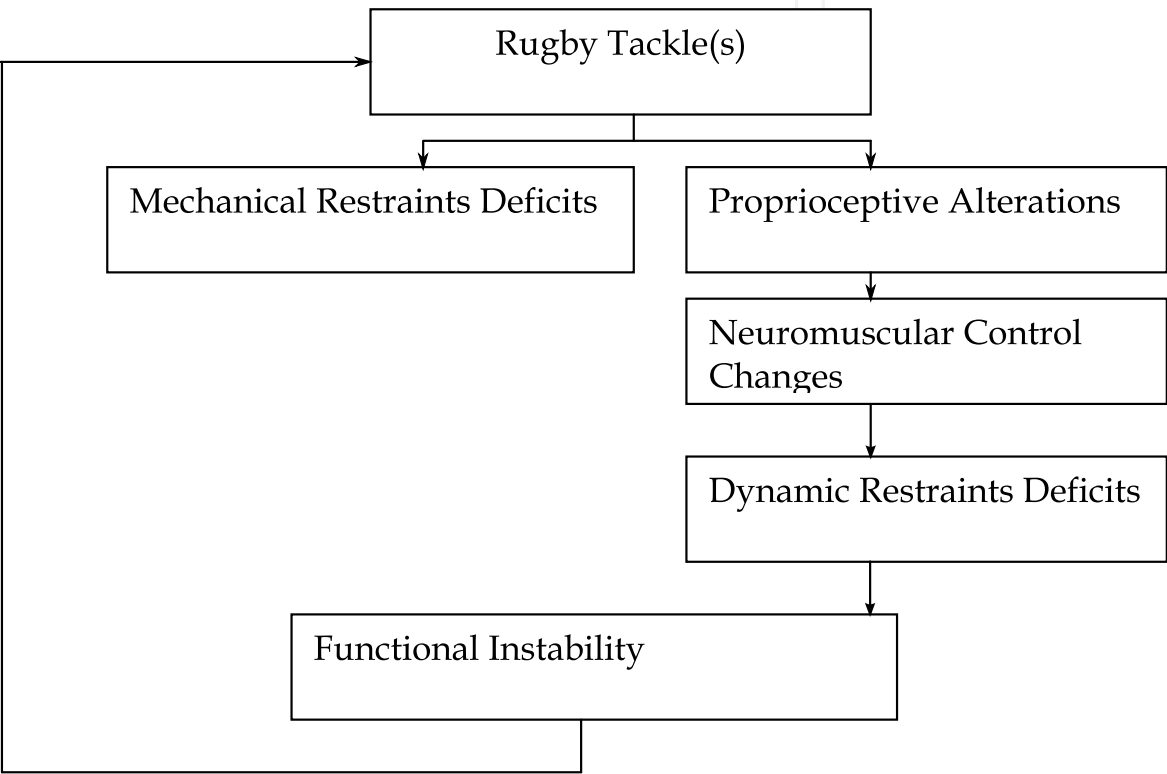 Rugby Tackle(s)
Mechanical Restraints Deficits
Proprioceptive Alterations
Neuromuscular Control
Changes
Dynamic Restraints Deficits
Functional Instability